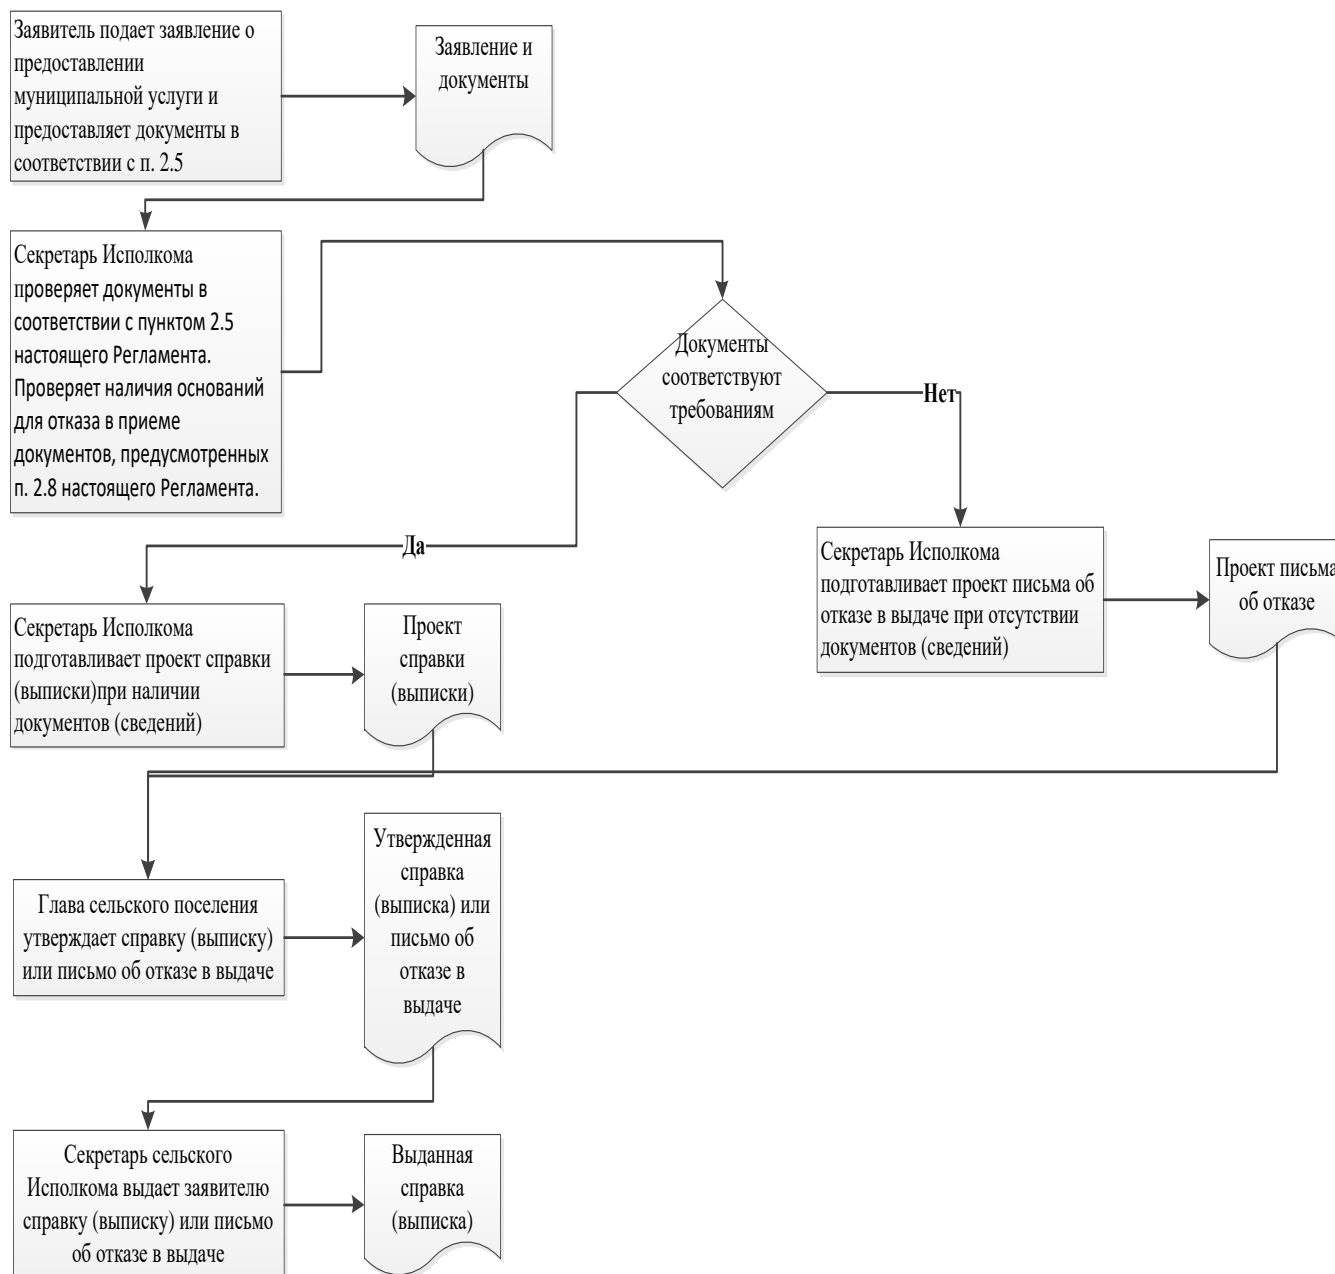 Заявитель подает заявление о
предоставлении
муниципальной услуги и
предоставляет документы в
соответствии с п. 2.5
Заявление и
документы
Секретарь Исполкома
проверяет документы в
соответствии с пунктом 2.5
настоящего Регламента.
Проверяет наличия оснований
для отказа в приеме
документов, предусмотренных
п. 2.8 настоящего Регламента.
Документы
соответствуют
требованиям
Нет
Да
Секретарь Исполкома
подготавливает проект письма об
отказе в выдаче при отсутствии
документов (сведений)
Проект письма
об отказе
Секретарь Исполкома
подготавливает проект справки
(выписки)при наличии
документов (сведений)
Проект
справки
(выписки)
Глава сельского поселения
утверждает справку (выписку)
или письмо об отказе в выдаче
Утвержденная
справка
(выписка) или
письмо об
отказе в
выдаче
Секретарь сельского
Исполкома выдает заявителю
справку (выписку) или письмо
об отказе в выдаче
Выданная
справка
(выписка)